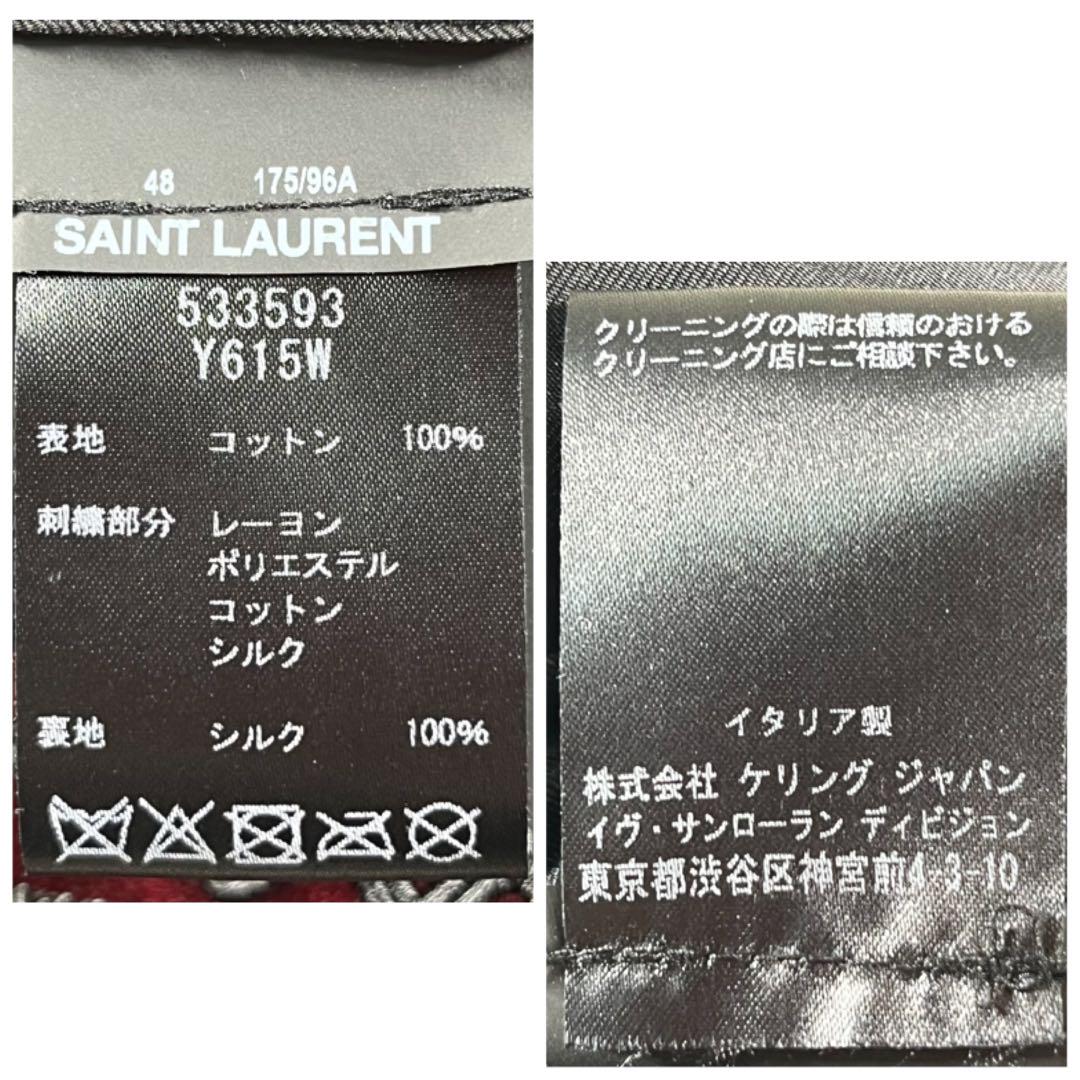 48 175/96A
SAINT LAURENT
533593
Y615W
表地 コットン 100%
刺繍部分 レーヨン
ポリエステル
コットン
シルク
裏地 シルク 100%
クリーニングの際は信頼のおける
クリーニング店にご相談下さい。
イタリア製
株式会社 ケリング ジャパン
イヴ・サンローラン ディビジョン
東京都渋谷区神宮前4-3-10